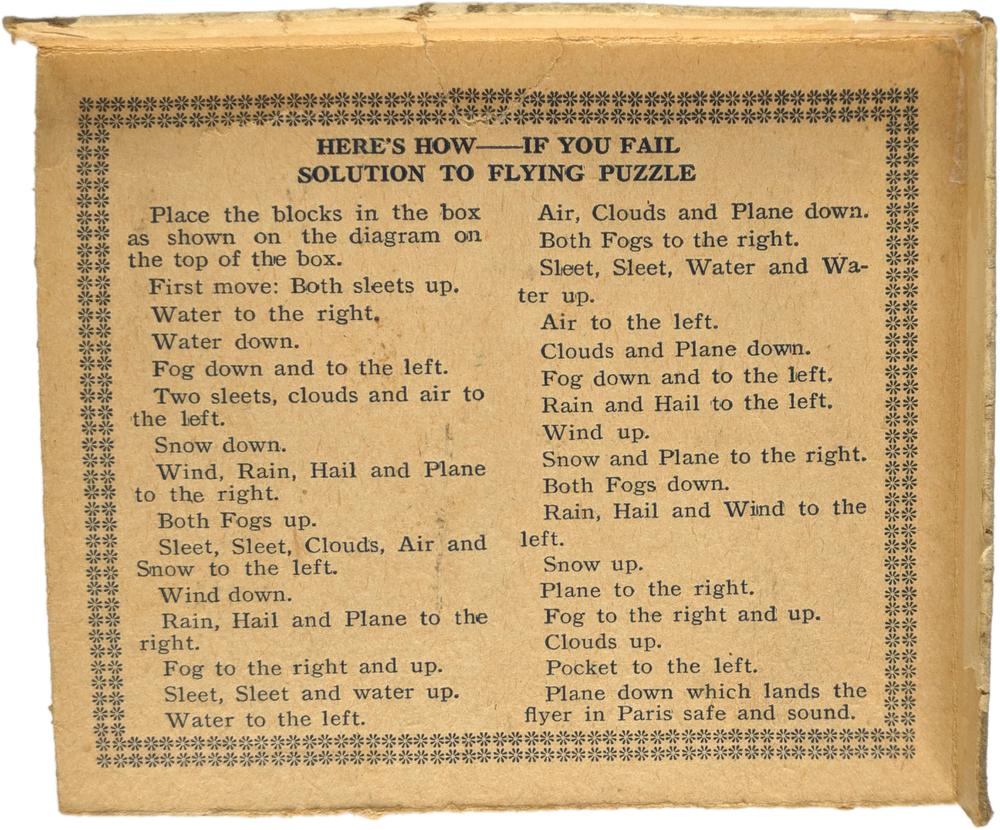 HERE'S HOW——IF YOU FAIL
SOLUTION TO FLYING PUZZLE
Place the blocks in the box
as shown on the diagram on
the top of the box.
First move: Both sleets up.
Water to the right.
Water down.
Fog down and to the left.
Two sleets, clouds and air to
the left.
Snow down.
Wind, Rain, Hail and Plane
to the right.
Both Fogs up.
Sleet, Sleet, Clouds, Air and
Snow to the left.
Wind down.
Rain, Hail and Plane to the
right.
Fog to the right and up.
Sleet, Sleet and water up.
Water to the left.
Air, Clouds and Plane down.
Both Fogs to the right.
Sleet, Sleet, Water and Wa-
ter up.
Air to the left.
Clouds and Plane down.
Fog down and to the left.
Rain and Hail to the left.
Wind up.
Snow and Plane to the right.
Both Fogs down.
Rain, Hail and Wind to the
left.
Snow up.
Plane to the right.
Fog to the right and up.
Clouds up.
Pocket to the left.
Plane down which lands the
flyer in Paris safe and sound.